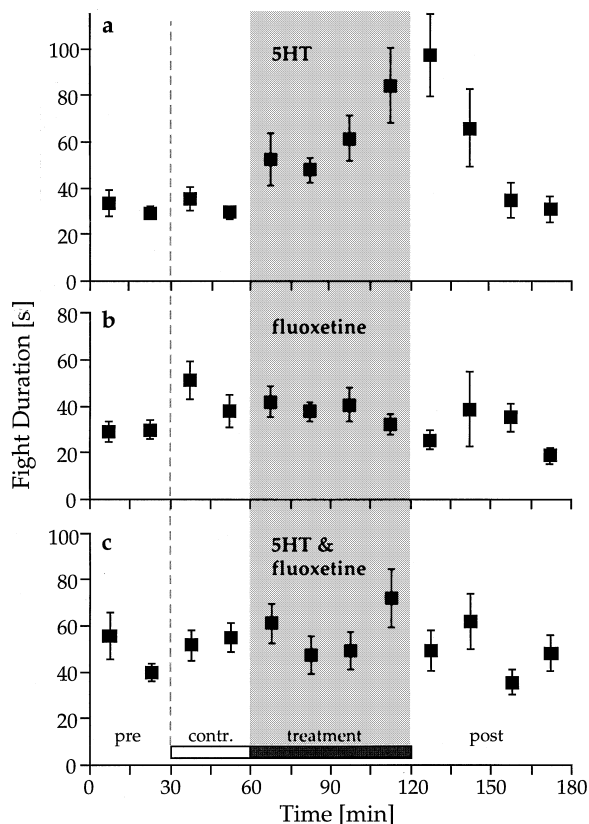 a
5HT
100
80
60
40
20
0
b
fluoxetine
80
60
40
20
0
c
5HT &
fluoxetine
100
80
60
40
20
0
pre
contr.
treatment
post
0
30
60
90
120
150
180
Time [min]
Fight Duration [s]